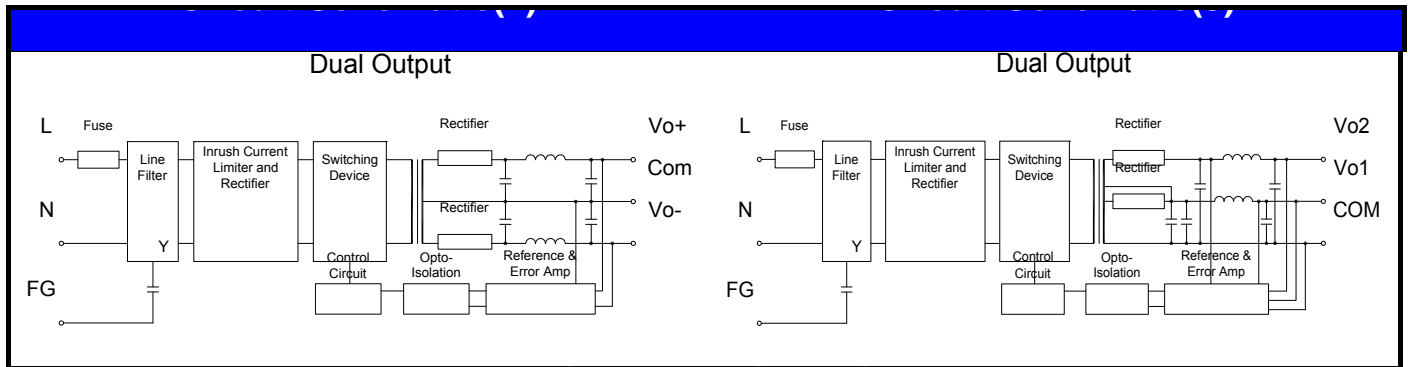 Dual Output
L
Fuse
Line
Filter
Inrush Current
Limiter and
Rectifier
Switching
Device
Rectifier
Vo+
Com
N
Rectifier
Vo-
Y
Control
Circuit
Opto-
Isolation
Reference &
Error Amp
FG
Dual Output
L
Fuse
Line
Filter
Inrush Current
Limiter and
Rectifier
Switching
Device
Rectifier
Rectifier
Vo2
Vo1
N
COM
Y
Control
Circuit
Opto-
Isolation
Reference &
Error Amp
FG